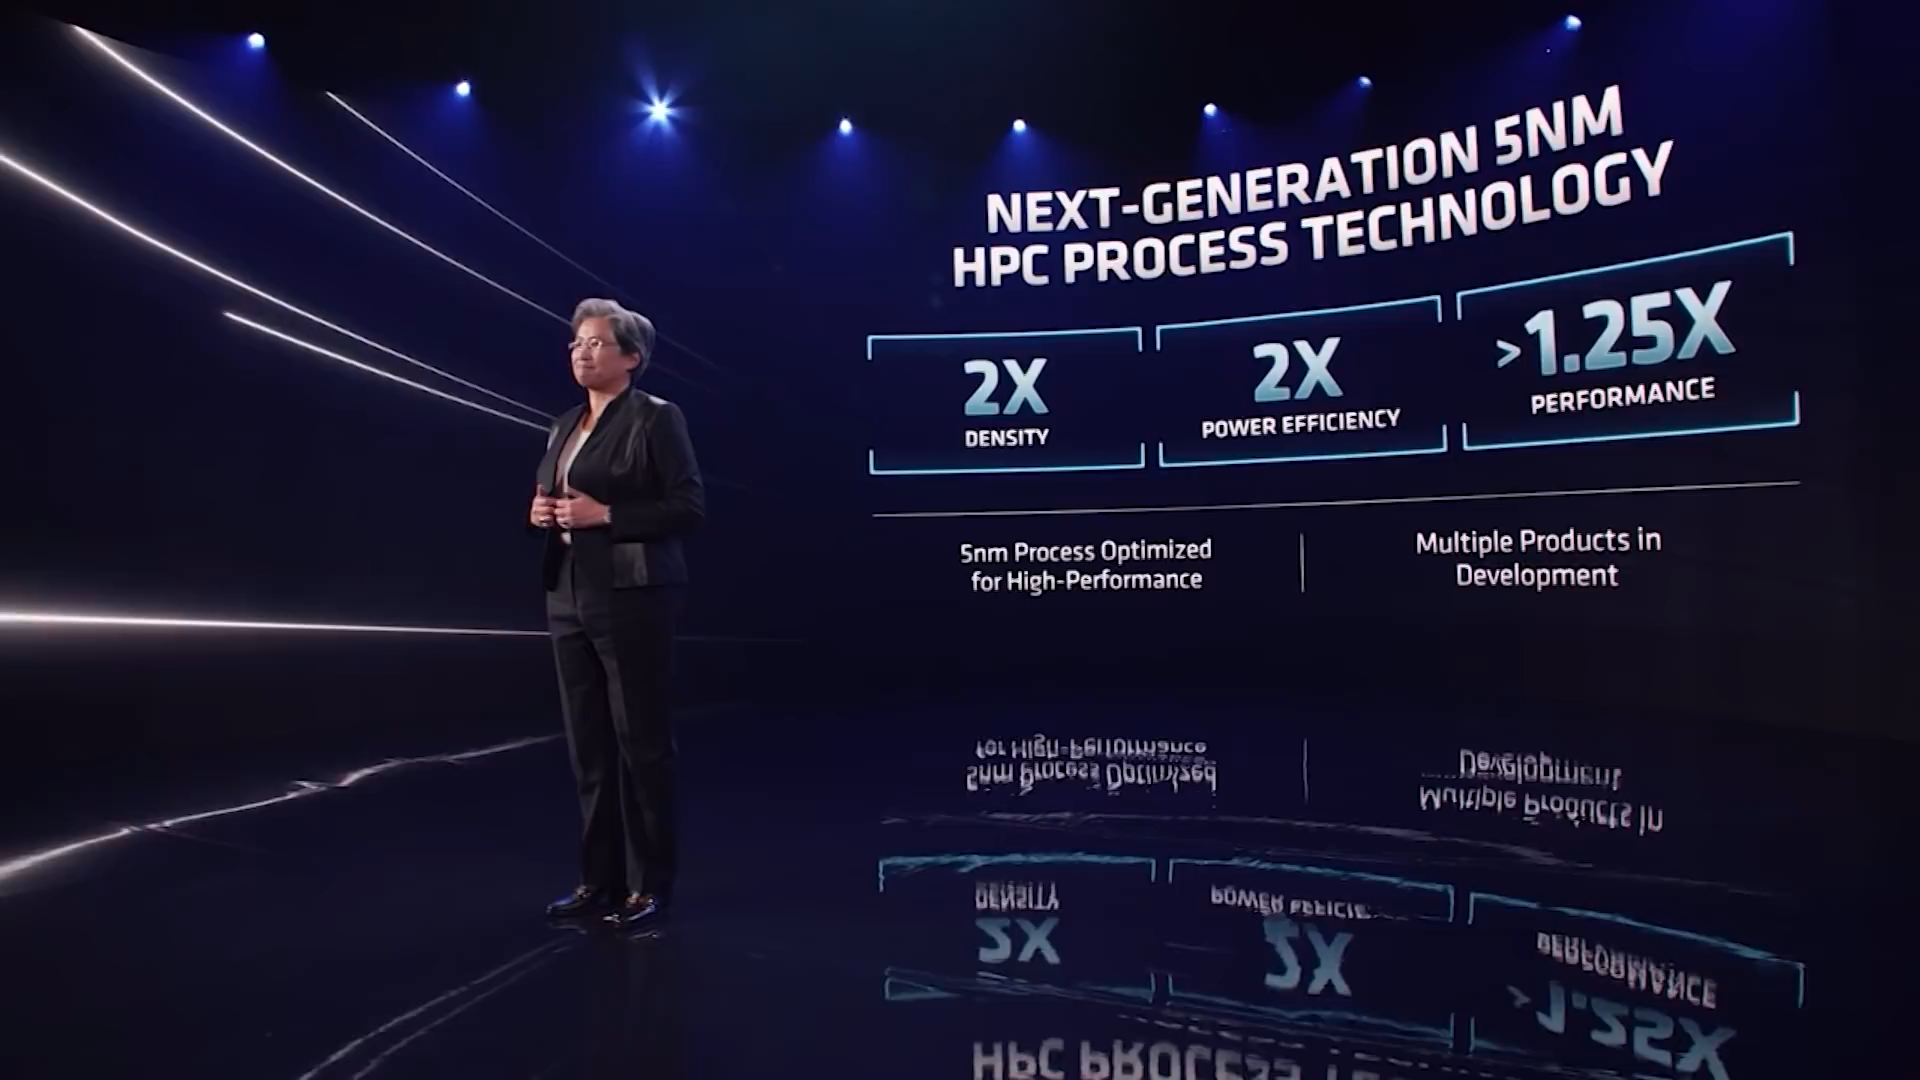 NEXT-GENERATION 5NM
HPC PROCESS TECHNOLOGY
2X
DENSITY
2X
POWER EFFICIENCY
>1.25X
PERFORMANCE
5nm Process Optimized
for High-Performance
Multiple Products in
Development